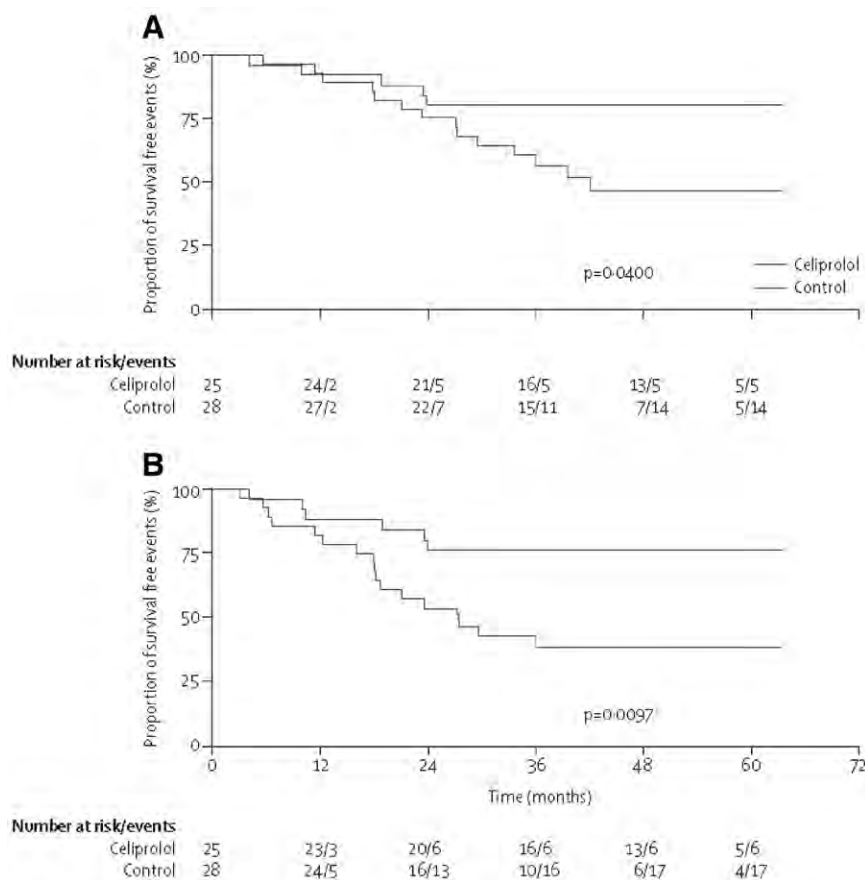 A
Proportion of survival free events (%)
100
75
50
25
0
p=0·0400
Celiprolol
Control
Number at risk/events
Celiprolol 25 24/2 21/5 16/5 13/5 5/5
Control 28 27/2 22/7 15/11 7/14 5/14
B
Proportion of survival free events (%)
100
75
50
25
0
p=0·0097
0 12 24 36 48 60 72
Time (months)
Number at risk/events
Celiprolol 25 23/3 20/6 16/6 13/6 5/6
Control 28 24/5 16/13 10/16 6/17 4/17